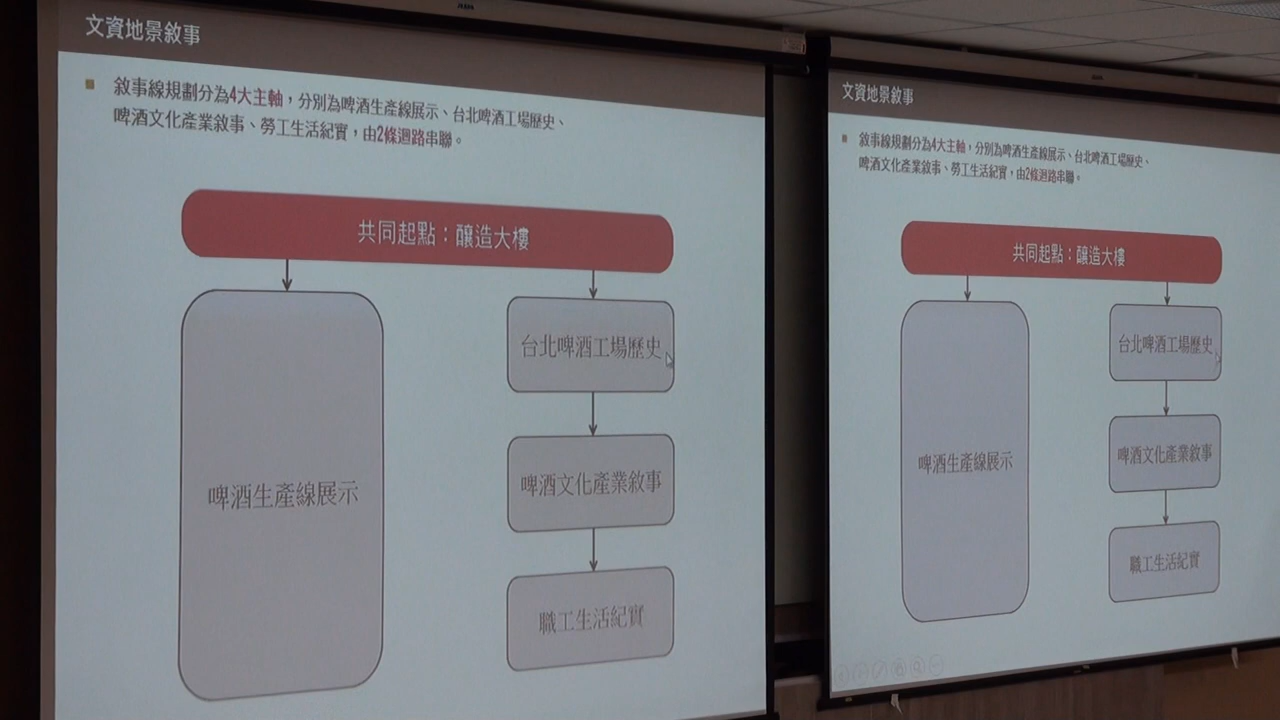 文資地景敘事
敘事線規劃分為4大主軸，分別為啤酒生產線展示、台北啤酒工場歷史、
啤酒文化產業敘事、勞工生活紀實，由2條迴路串聯。
共同起點：釀造大樓
啤酒生產線展示
台北啤酒工場歷史
啤酒文化產業敘事
職工生活紀實
文資地景敘事
敘事線規劃分為4大主軸，分別為啤酒生產線展示、台北啤酒工場歷史、
啤酒文化產業敘事、勞工生活紀實，由2條迴路串聯。
共同起點：釀造大樓
啤酒生產線展示
台北啤酒工場歷史
啤酒文化產業敘事
職工生活紀實